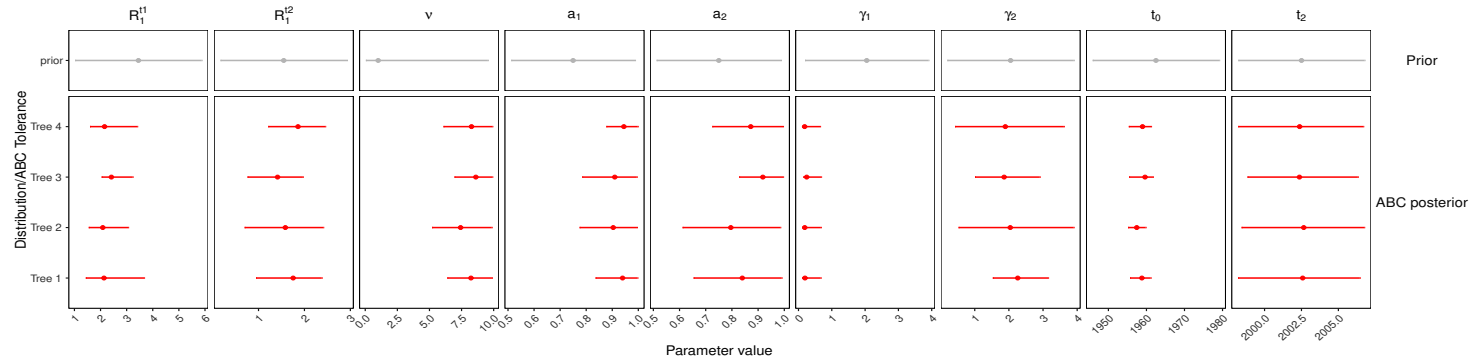 R₁ᵗ¹ R₁ᵗ² ν a₁ a₂ γ₁ γ₂ t₀ t₂
prior
Prior
Tree 4
Tree 3
Tree 2
Tree 1
ABC posterior
Distribution/ABC Tolerance
1 2 3 4 5 6
1 2 3
0.0 2.5 5.0 7.5 10.0
0.5 0.6 0.7 0.8 0.9 1.0
0.5 0.6 0.7 0.8 0.9 1.0
0 1 2 3 4
0 1 2 3 4
1950 1960 1970 1980
2000.0 2002.5 2005.0
Parameter value